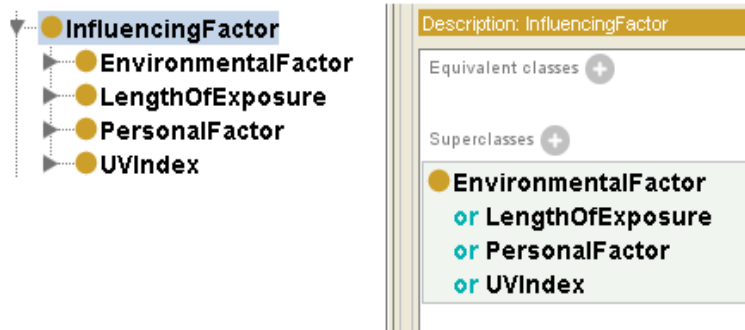 InfluencingFactor
EnvironmentalFactor
LengthOfExposure
PersonalFactor
UVIndex
Description: InfluencingFactor
Equivalent classes
Superclasses
EnvironmentalFactor
or LengthOfExposure
or PersonalFactor
or UVIndex